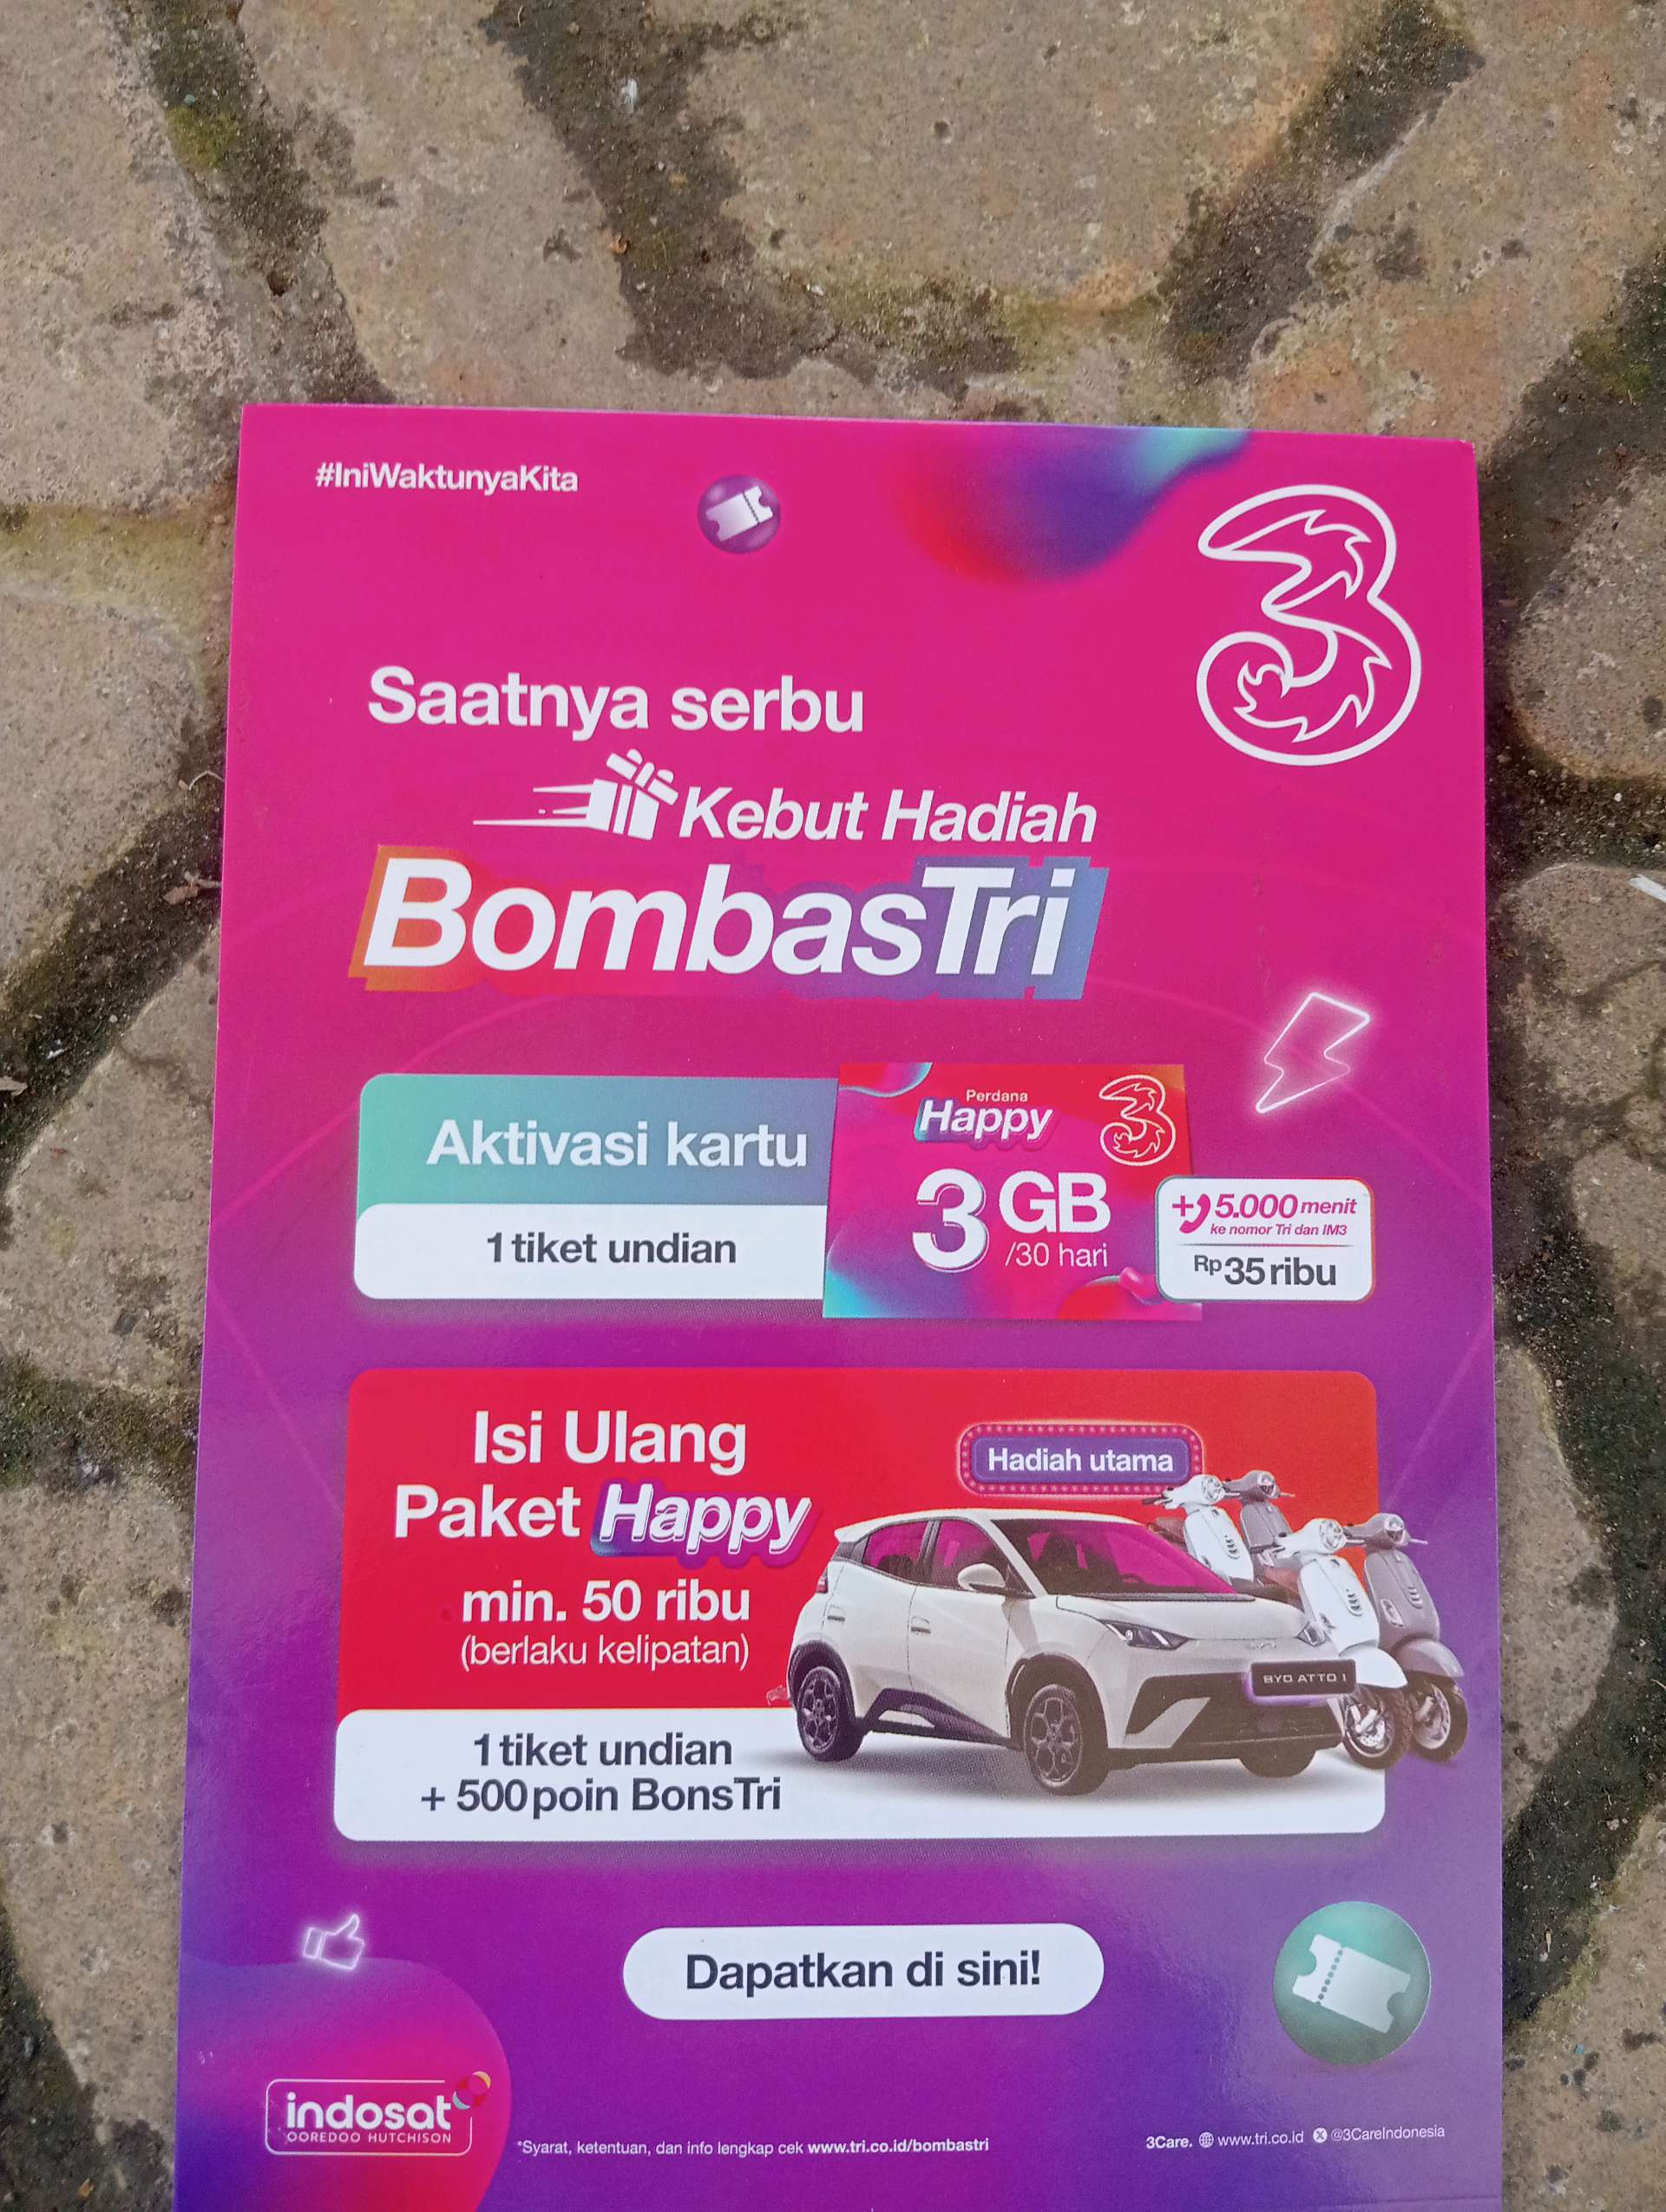 #IniWaktunyaKita
3
Saatnya serbu
Kebut Hadiah
BombasTri
Aktivasi kartu
1 tiket undian
Perdana
Happy
3
3 GB
/30 hari
+ 5.000 menit
ke nomor Tri dan IM3
Rp35 ribu
Isi Ulang
Paket Happy
min. 50 ribu
(berlaku kelipatan)
1 tiket undian
+ 500 poin BonsTri
Hadiah utama
BYD ATTO 1
Dapatkan di sini!
indosat
OOREDOO HUTCHISON
*Syarat, ketentuan, dan info lengkap cek www.tri.co.id/bombastri
3Care. www.tri.co.id X @3CareIndonesia